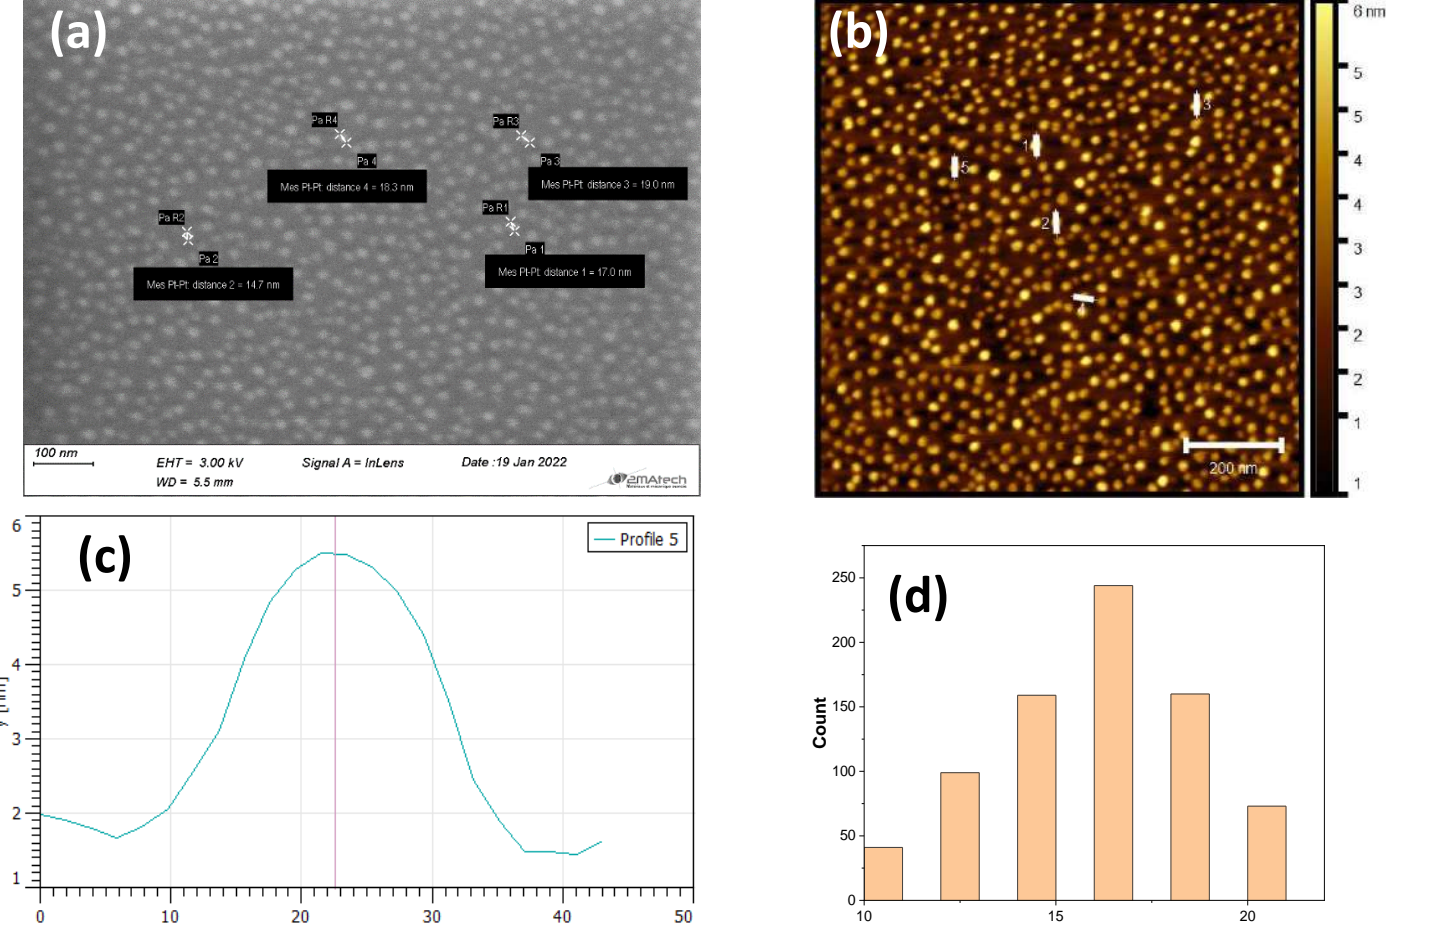 (a)
Pa R4
Pa 4
Mes Pt-Pt: distance 4 = 18.3 nm
Pa R3
Pa 3
Mes Pt-Pt: distance 3 = 19.0 nm
Pa R2
Pa 2
Mes Pt-Pt: distance 2 = 14.7 nm
Pa R1
Pa 1
Mes Pt-Pt: distance 1 = 17.0 nm
100 nm
EHT = 3.00 kV
WD = 5.5 mm
Signal A = InLens
Date :19 Jan 2022
2MAtech
(b)
3
1
5
2
4
200 nm
6 nm
5
5
4
4
3
3
2
2
1
1
(c)
Profile 5
6
5
4
3
2
1
y [nm]
0 10 20 30 40 50
(d)
Count
250
200
150
100
50
0
10 15 20